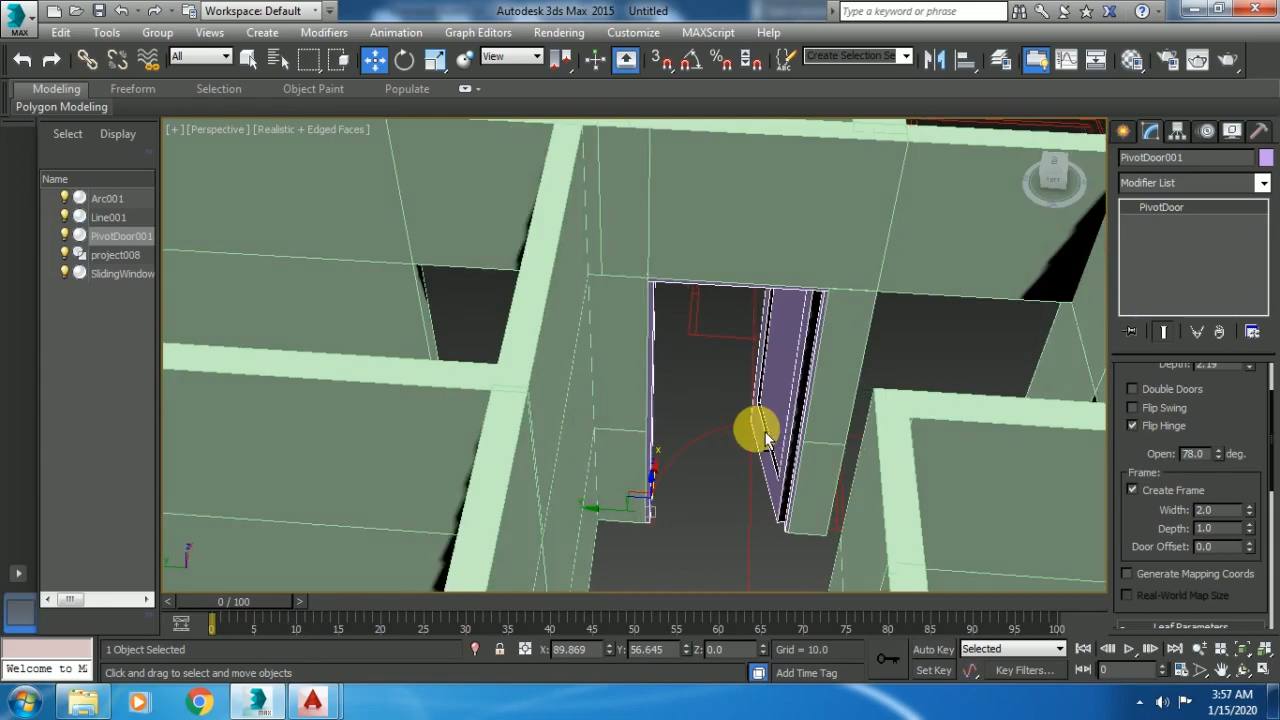 Workspace: Default
Autodesk 3ds Max 2015 Untitled
Type a keyword or phrase
MAX
Edit Tools Group Views Create Modifiers Animation Graph Editors Rendering Customize MAXScript Help
All
View
Create Selection Se
Modeling Freeform Selection Object Paint Populate
Polygon Modeling
Select Display
[+] [Perspective] [Realistic + Edged Faces]
Name
Arc001
Line001
PivotDoor001
project008
SlidingWindow
PivotDoor001
Modifier List
PivotDoor
Depth: 2.19
Double Doors
Flip Swing
Flip Hinge
Open: 78.0 deg.
Frame:
Create Frame
Width: 2.0
Depth: 1.0
Door Offset: 0.0
Generate Mapping Coords
Real-World Map Size
Leaf Parameters
x
z
y
0 / 100
0 5 10 15 20 25 30 35 40 45 50 55 60 65 70 75 80 85 90 95 100
1 Object Selected
X: 89.869 Y: 56.645 Z: 0.0 Grid = 10.0
Auto Key Selected
Welcome to M
Click and drag to select and move objects
Add Time Tag
Set Key Key Filters...
0
3:57 AM
1/15/2020